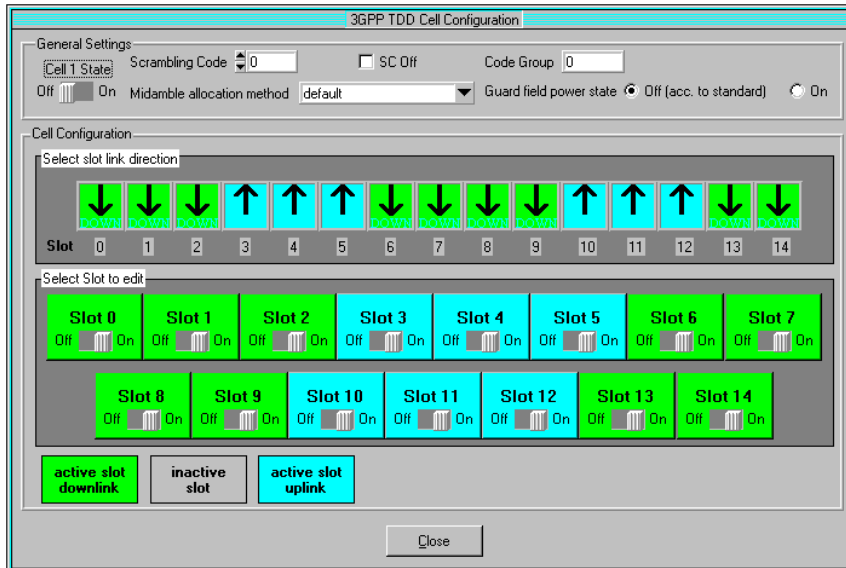 3GPP TDD Cell Configuration
General Settings
Cell 1 State
Scrambling Code 0
SC Off
Code Group 0
Off On
Midamble allocation method default
Guard field power state Off (acc. to standard) On
Cell Configuration
Select slot link direction
DOWN DOWN DOWN DOWN DOWN DOWN DOWN DOWN DOWN
Slot 0 1 2 3 4 5 6 7 8 9 10 11 12 13 14
Select Slot to edit
Slot 0 Slot 1 Slot 2 Slot 3 Slot 4 Slot 5 Slot 6 Slot 7
Off On Off On Off On Off On Off On Off On Off On Off On
Slot 8 Slot 9 Slot 10 Slot 11 Slot 12 Slot 13 Slot 14
Off On Off On Off On Off On Off On Off On Off On
active slot
downlink
inactive
slot
active slot
uplink
Close